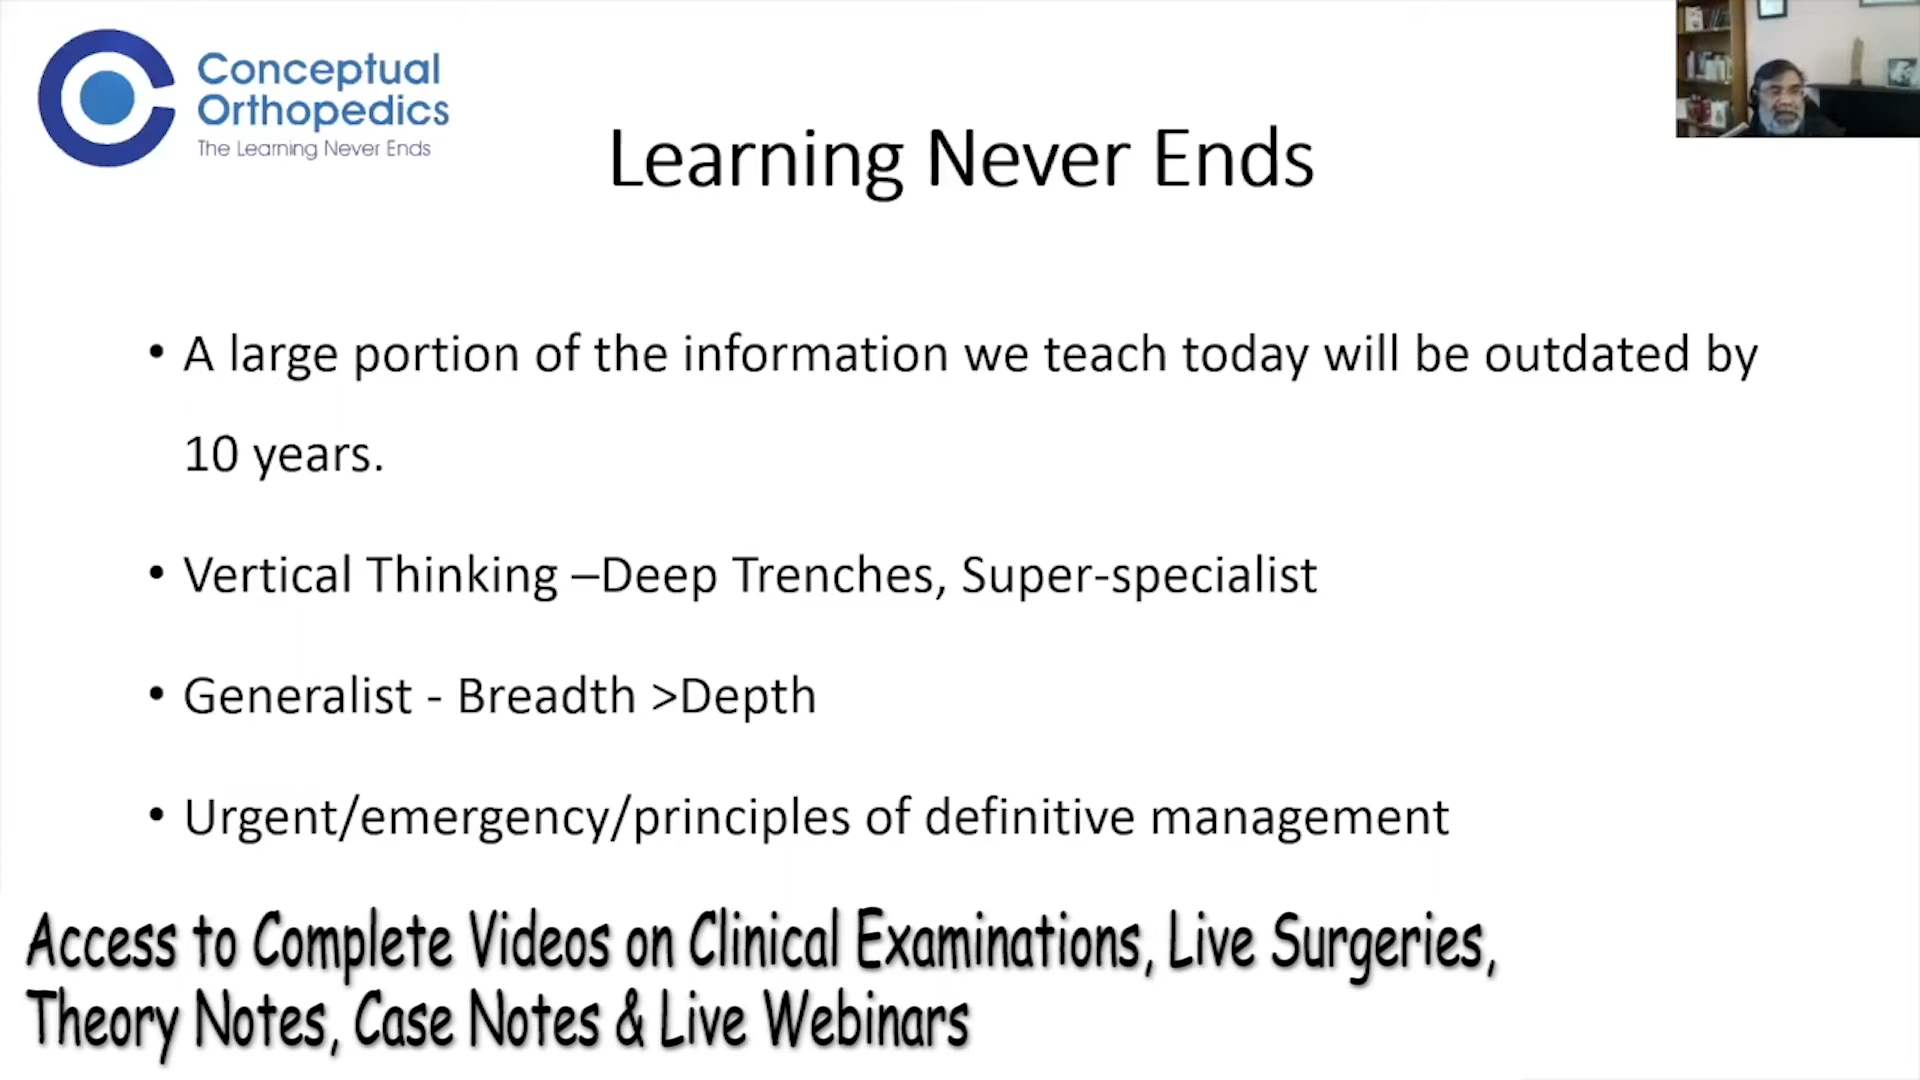 Conceptual
Orthopedics
The Learning Never Ends
Learning Never Ends
• A large portion of the information we teach today will be outdated by
10 years.
• Vertical Thinking –Deep Trenches, Super-specialist
• Generalist - Breadth >Depth
• Urgent/emergency/principles of definitive management
Access to Complete Videos on Clinical Examinations, Live Surgeries,
Theory Notes, Case Notes & Live Webinars